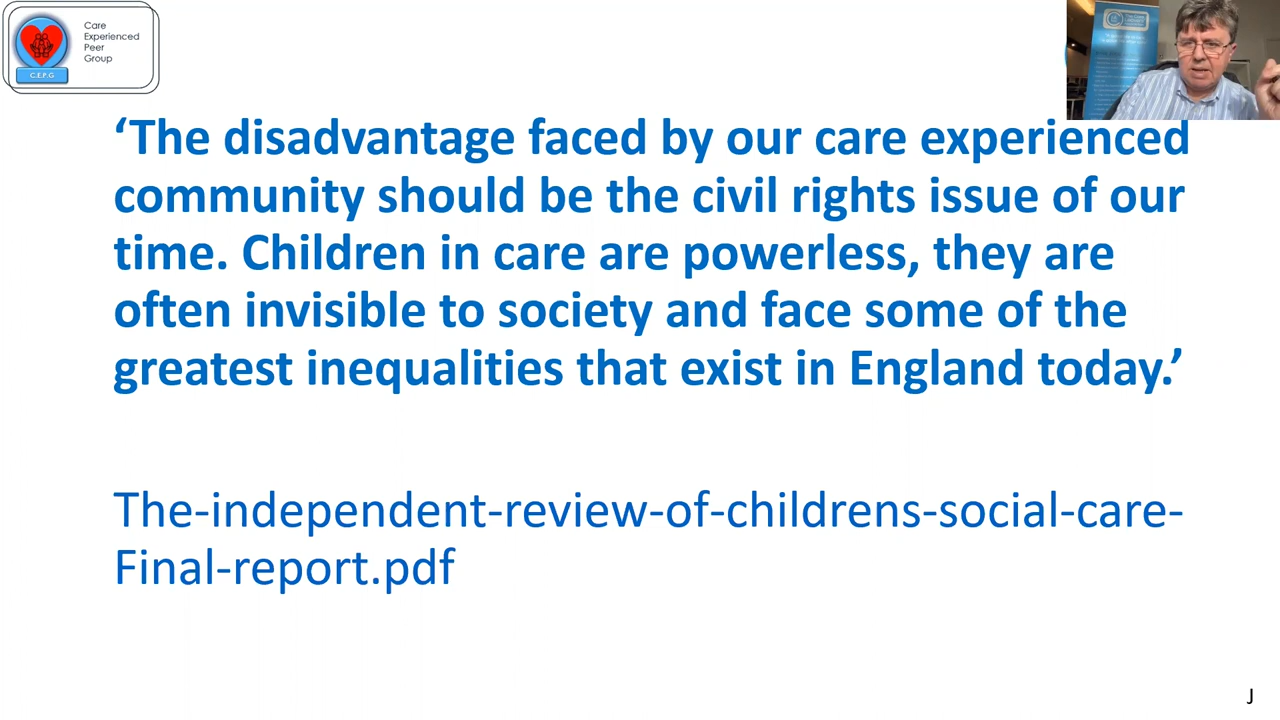 Care
Experienced
Peer
Group
C.E.P.G
‘The disadvantage faced by our care experienced
community should be the civil rights issue of our
time. Children in care are powerless, they are
often invisible to society and face some of the
greatest inequalities that exist in England today.’
The-independent-review-of-childrens-social-care-
Final-report.pdf
J